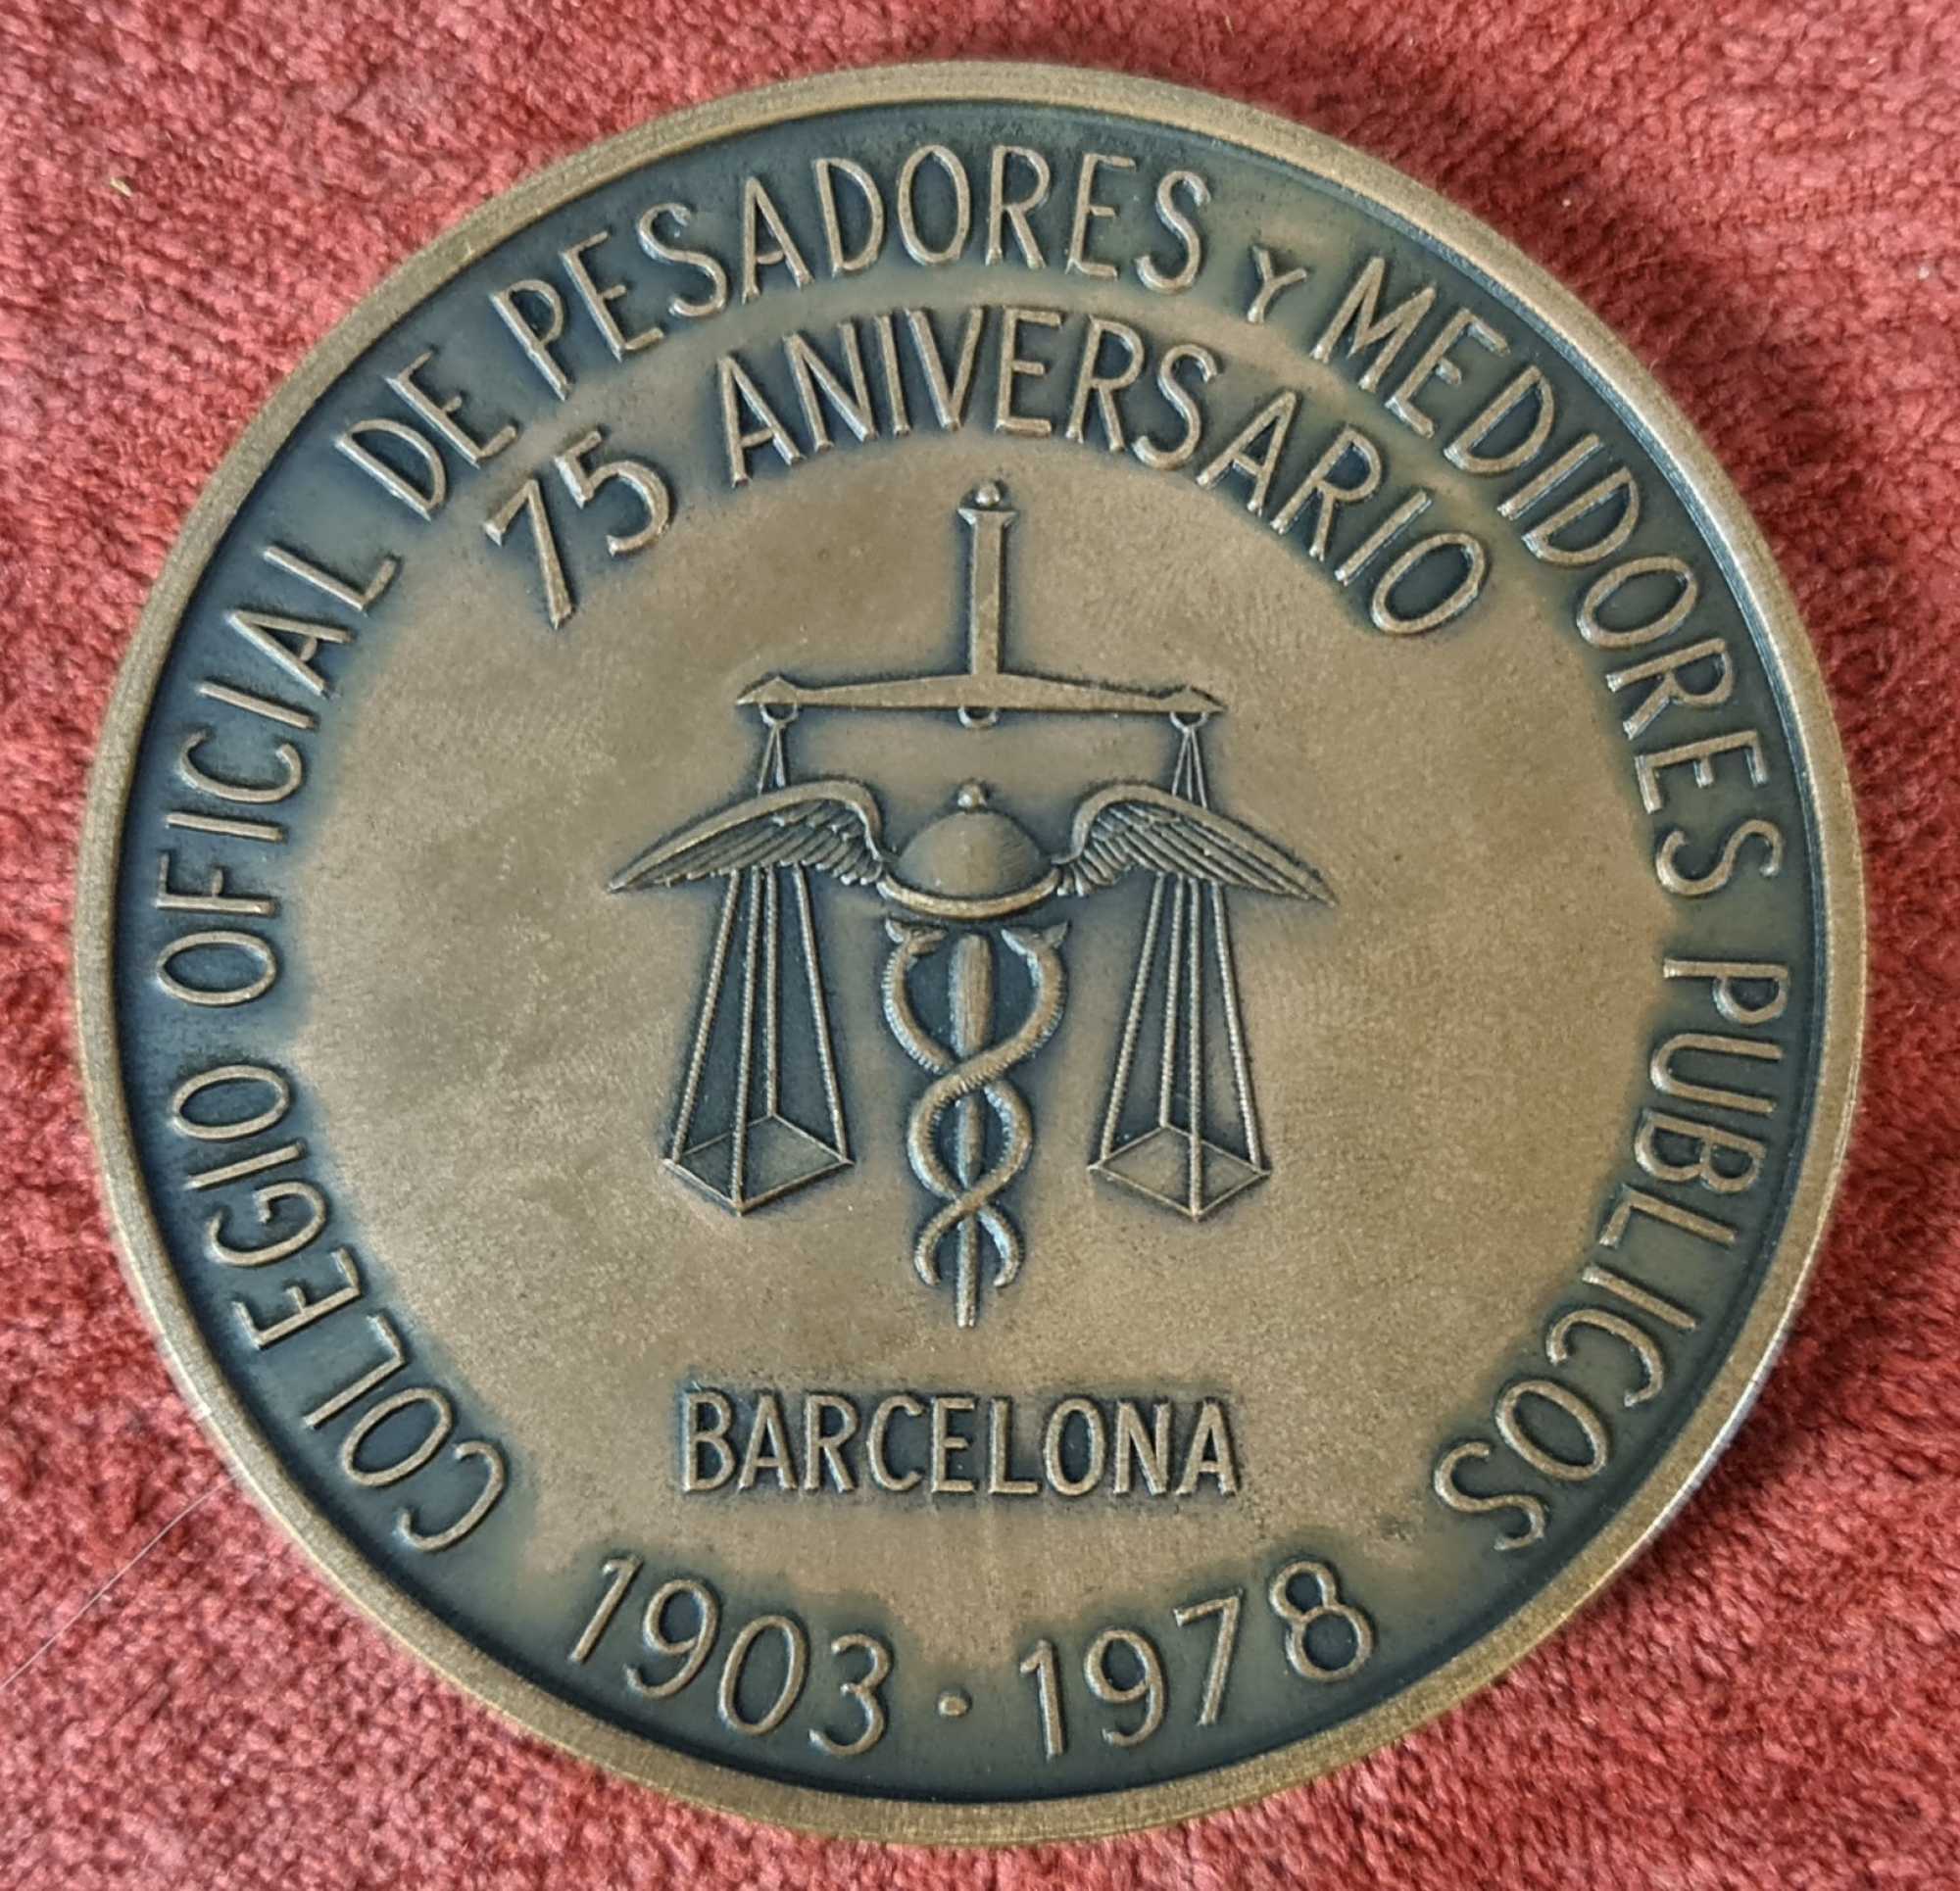 COLEGIO OFICIAL DE PESADORES Y MEDIDORES PUBLICOS
75 ANIVERSARIO
BARCELONA
1903 · 1978